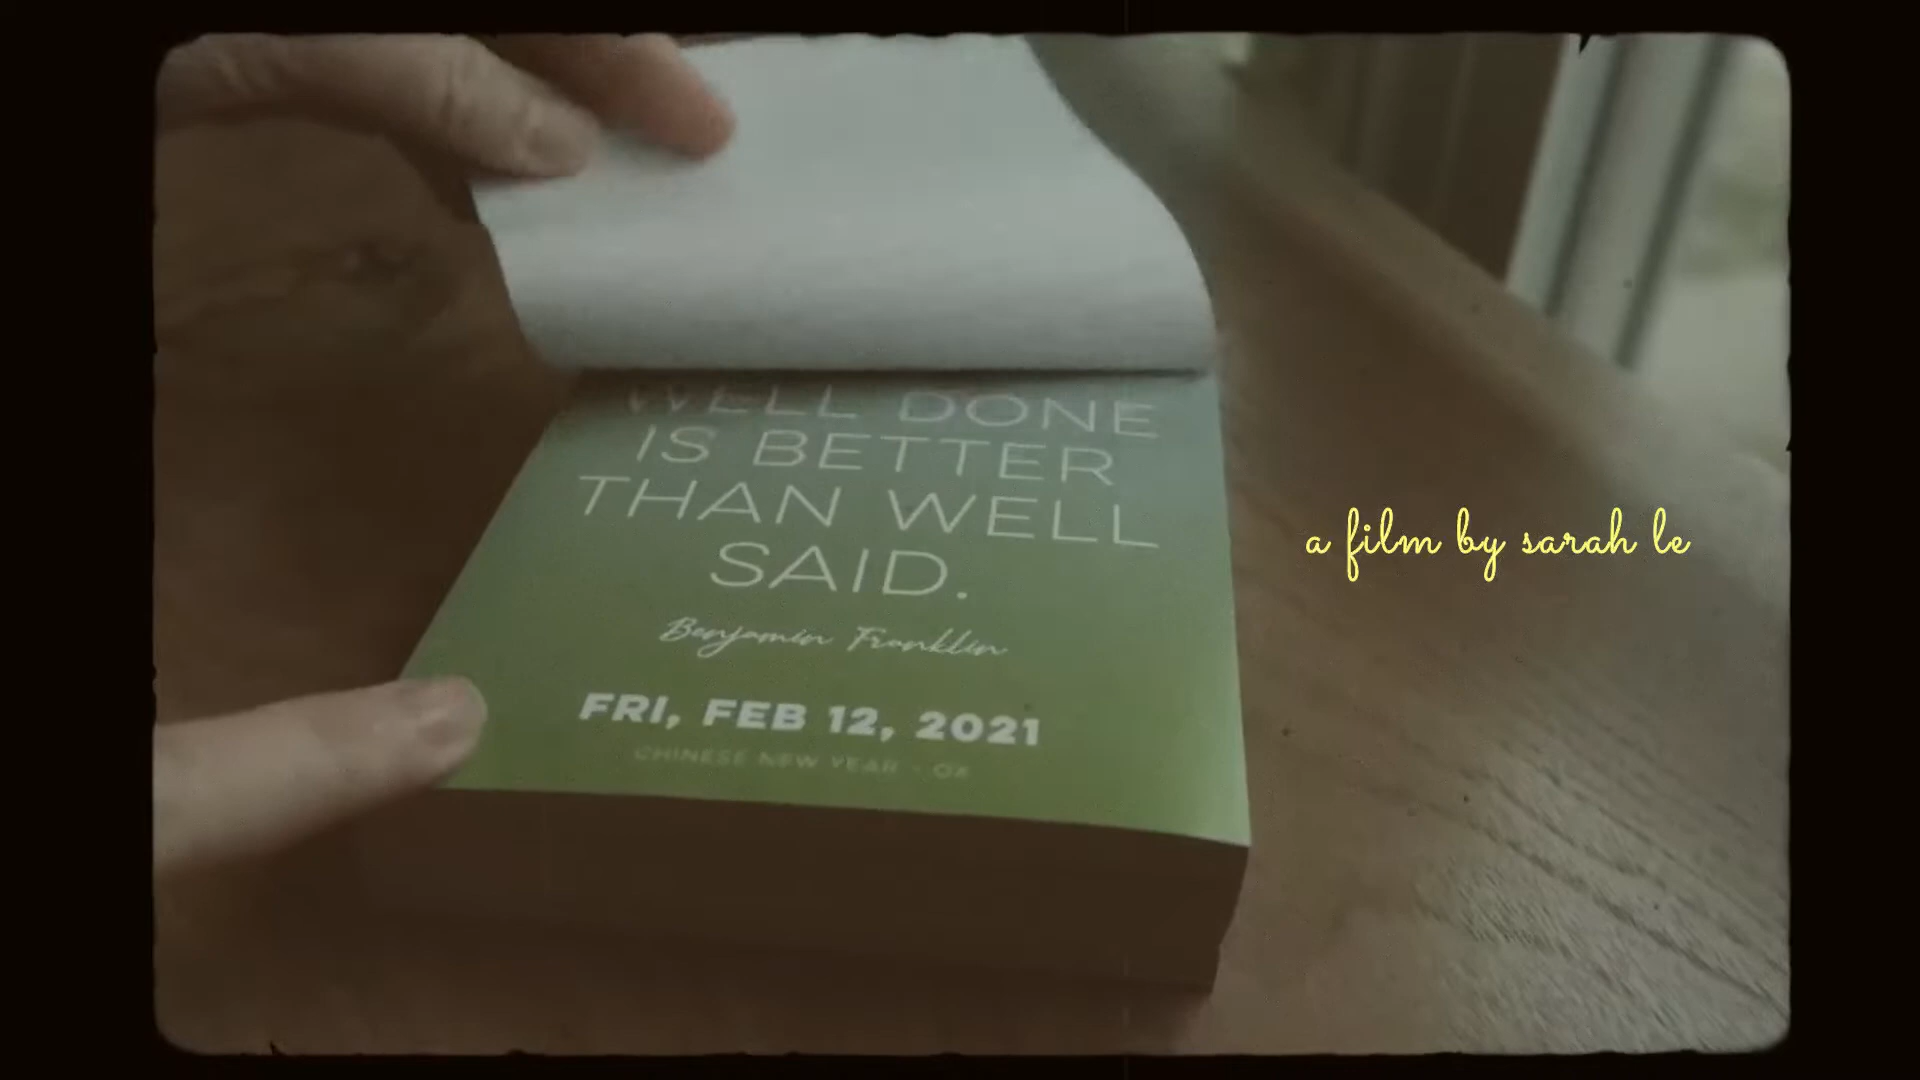 WELL DONE
IS BETTER
THAN WELL
SAID.
Benjamin Franklin
FRI, FEB 12, 2021
CHINESE NEW YEAR - OX
a film by sarah le